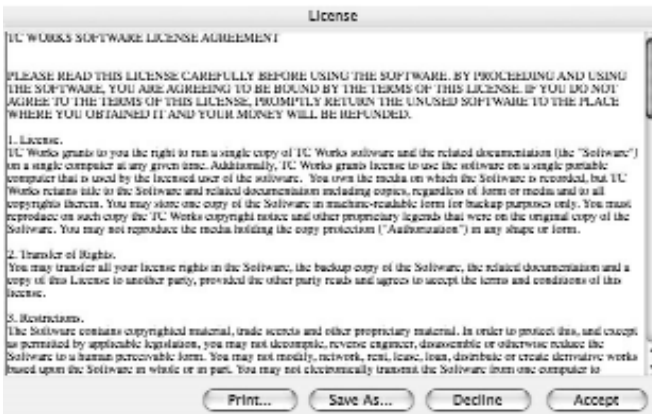 License
TC WORKS SOFTWARE LICENSE AGREEMENT
PLEASE READ THIS LICENSE CAREFULLY BEFORE USING THE SOFTWARE. BY PROCEEDING AND USING
THE SOFTWARE, YOU ARE AGREEING TO BE BOUND BY THE TERMS OF THIS LICENSE. IF YOU DO NOT
AGREE TO THE TERMS OF THIS LICENSE, PROMPTLY RETURN THE UNUSED SOFTWARE TO THE PLACE
WHERE YOU OBTAINED IT AND YOUR MONEY WILL BE REFUNDED.
1. License.
TC Works grants to you the right to run a single copy of TC Works software and the related documentation (the "Software")
on a single computer at any given time. Additionally, TC Works grants license to use the software on a single portable
computer that is used by the licensed user of the software. You own the media on which the Software is recorded, but TC
Works retains title to the Software and related documentation including copies, regardless of form or media and to all
copyrights therein. You may store one copy of the Software in machine-readable form for backup purposes only. You must
reproduce on such copy the TC Works copyright notice and other proprietary legends that were on the original copy of the
Software. You may not reproduce the media holding the copy protection ("Authorization") in any shape or form.
2. Transfer of Rights.
You may transfer all your license rights in the Software, the backup copy of the Software, the related documentation and a
copy of this License to another party, provided the other party reads and agrees to accept the terms and conditions of this
license.
3. Restrictions.
The Software contains copyrighted material, trade secrets and other proprietary material. In order to protect this, and except
as permitted by applicable legislation, you may not decompile, reverse engineer, disassemble or otherwise reduce the
Software to a human perceivable form. You may not modify, network, rent, lease, loan, distribute or create derivative works
based upon the Software in whole or in part. You may not electronically transmit the Software from one computer to
Print... Save As... Decline Accept